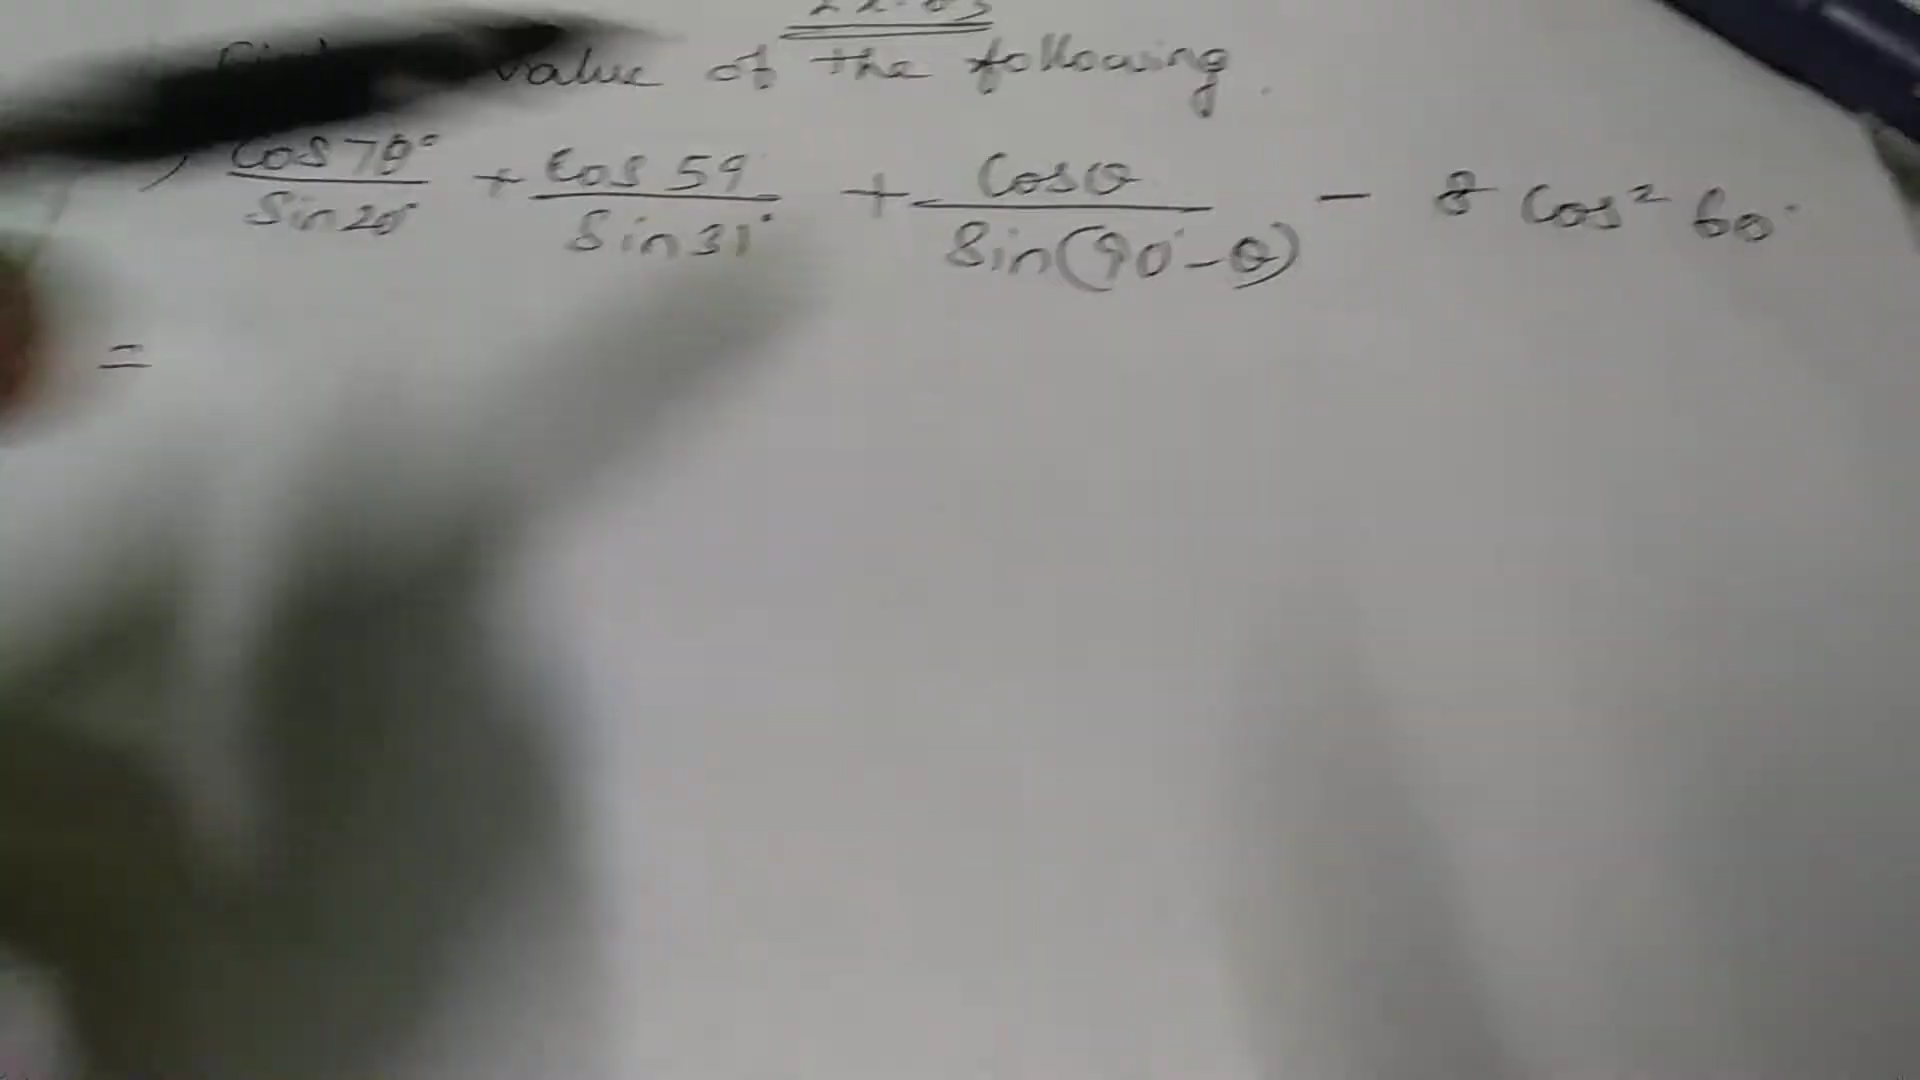 value of the following.
cos 70° / sin 20° + cos 59 / sin 31° + cos θ / sin(90° - θ) - 8 cos² 60°
=